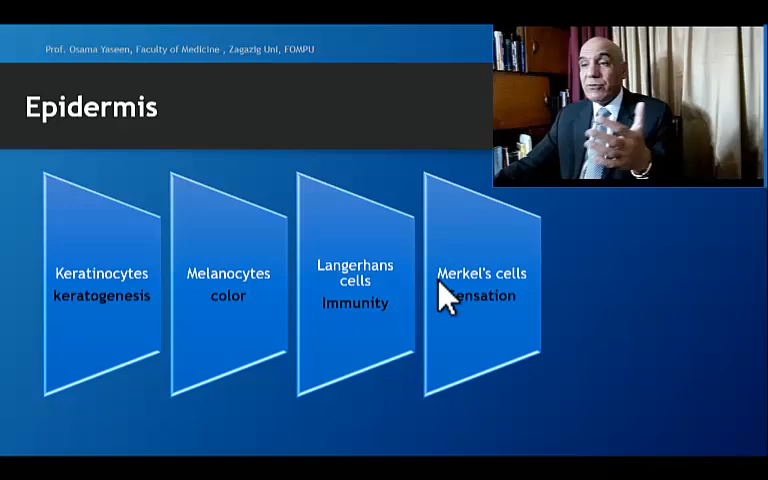 Prof. Osama Yaseen, Faculty of Medicine , Zagazig Uni, FOMPU
Epidermis
Keratinocytes
keratogenesis
Melanocytes
color
Langerhans
cells
Immunity
Merkel's cells